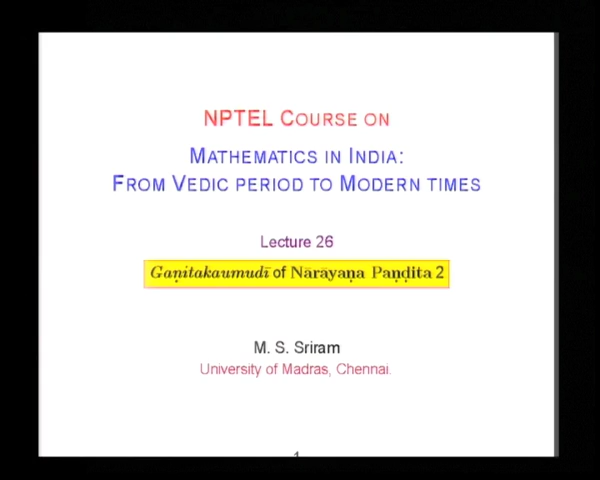 NPTEL COURSE ON
MATHEMATICS IN INDIA:
FROM VEDIC PERIOD TO MODERN TIMES
Lecture 26
Gaṇitakaumudī of Nārāyaṇa Paṇḍita 2
M. S. Sriram
University of Madras, Chennai.
1